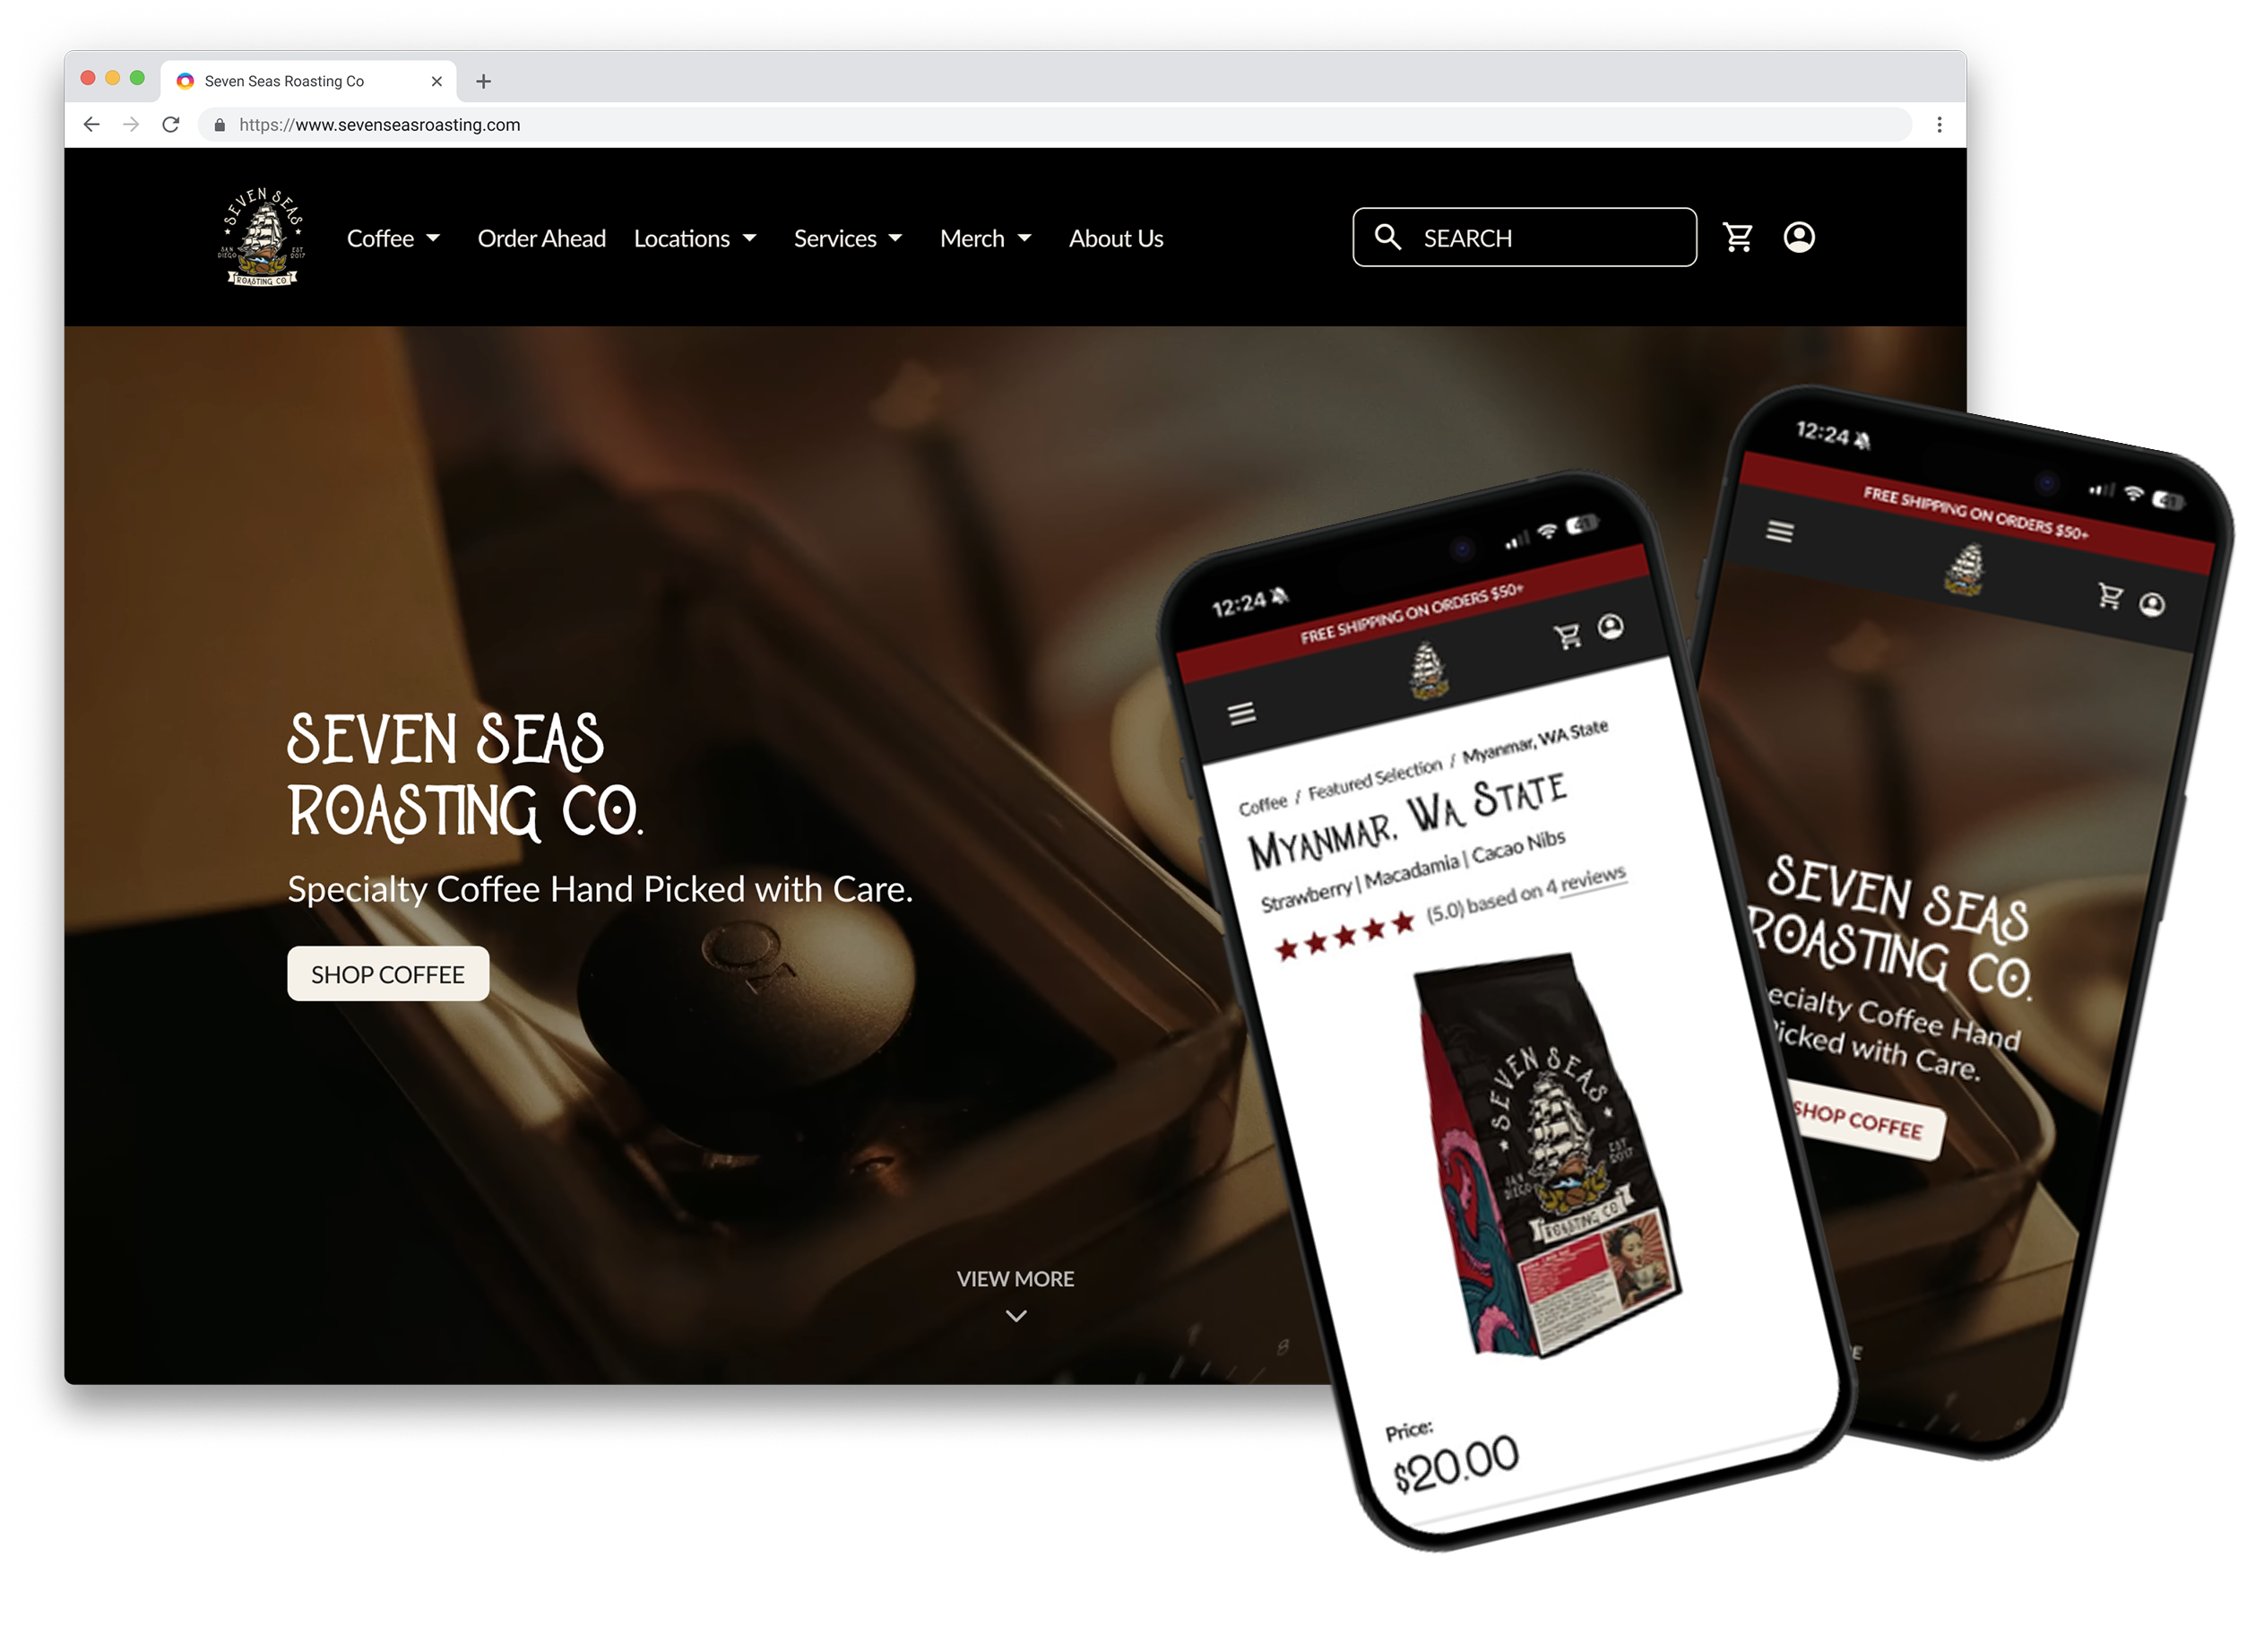 Seven Seas Roasting Co
https://www.sevenseasroasting.com
SEVEN SEAS
SAN DIEGO
EST 2017
ROASTING CO
Coffee
Order Ahead
Locations
Services
Merch
About Us
SEARCH
SEVEN SEAS
ROASTING CO.
Specialty Coffee Hand Picked with Care.
SHOP COFFEE
VIEW MORE
8
12:24
41
FREE SHIPPING ON ORDERS $50+
Coffee / Featured Selection / Myanmar, WA State
Myanmar, Wa State
Strawberry | Macadamia | Cacao Nibs
(5.0) based on 4 reviews
SEVEN SEAS
SAN DIEGO
EST 2017
ROASTING CO
Price:
$20.00
12:24
41
FREE SHIPPING ON ORDERS $50+
SEVEN SEAS
ROASTING CO.
ecialty Coffee Hand
Picked with Care.
SHOP COFFEE
E